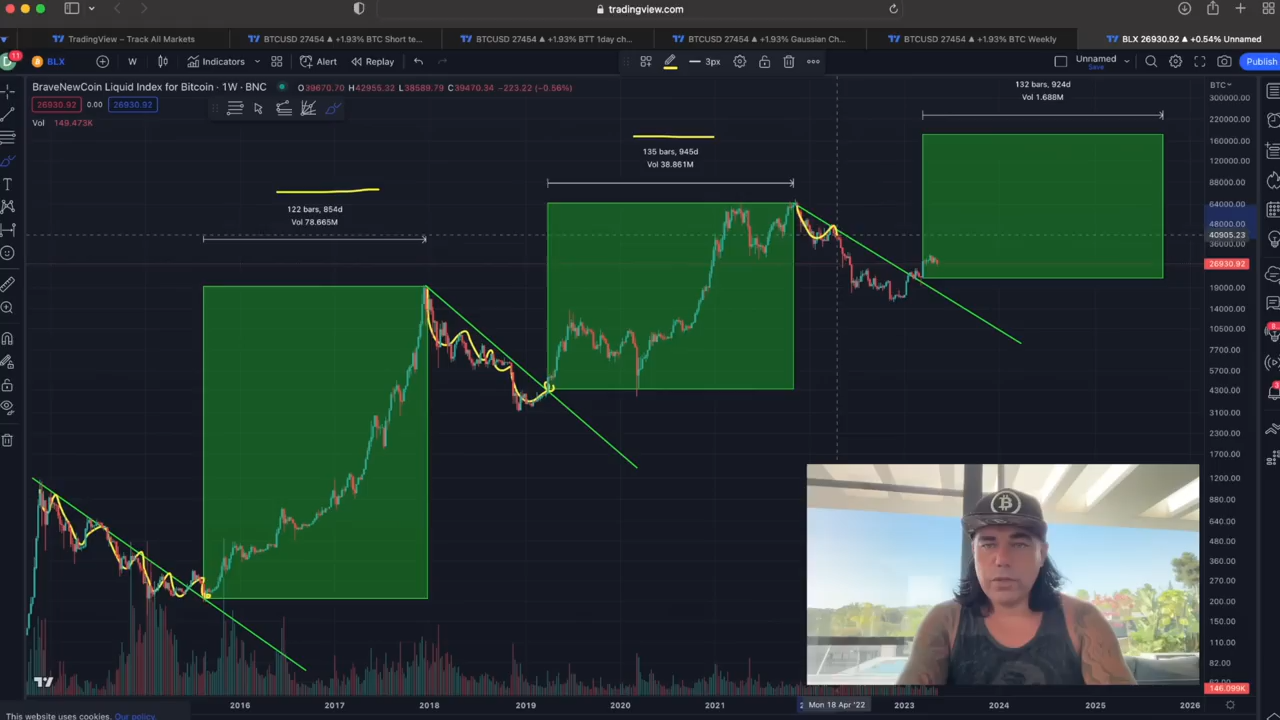 tradingview.com
TradingView – Track All Markets
BTCUSD 27454 ▲ +1.93% BTC Short te...
BTCUSD 27454 ▲ +1.93% BTT 1day ch...
BTCUSD 27454 ▲ +1.93% Gaussian Ch...
BTCUSD 27454 ▲ +1.93% BTC Weekly
BLX 26930.92 ▲ +0.54% Unnamed
11
BLX
W
Indicators
Alert
Replay
3px
Unnamed
Save
Publish
BraveNewCoin Liquid Index for Bitcoin · 1W · BNC
O39670.70 H42955.32 L38589.79 C39470.34 −223.22 (−0.56%)
26930.92 0.00 26930.92
Vol 149.473K
122 bars, 854d
Vol 78.665M
135 bars, 945d
Vol 38.861M
132 bars, 924d
Vol 1.688M
BTC
300000.00
220000.00
160000.00
120000.00
88000.00
64000.00
48000.00
40905.23
36000.00
26930.92
19000.00
14000.00
10500.00
7700.00
5700.00
4300.00
3100.00
2300.00
1700.00
1200.00
880.00
640.00
480.00
360.00
270.00
200.00
150.00
110.00
82.00
146.099K
2016
2017
2018
2019
2020
2021
Mon 18 Apr '22
2023
2024
2025
2026
This website uses cookies. Our policy.